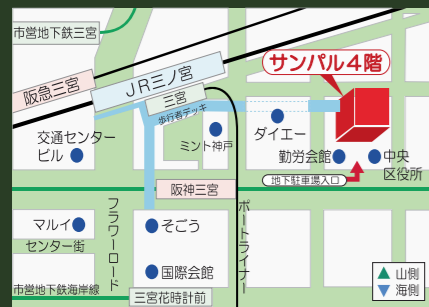 市営地下鉄三宮
サンパル4階
阪急三宮
JR三ノ宮
三宮
歩行者デッキ
交通センター
ビル
ミント神戸
ダイエー
勤労会館
中央
区役所
地下駐車場入口
阪神三宮
マルイ
センター街
フラワーロード
そごう
ポートライナー
国際会館
山側
海側
市営地下鉄海岸線
三宮花時計前